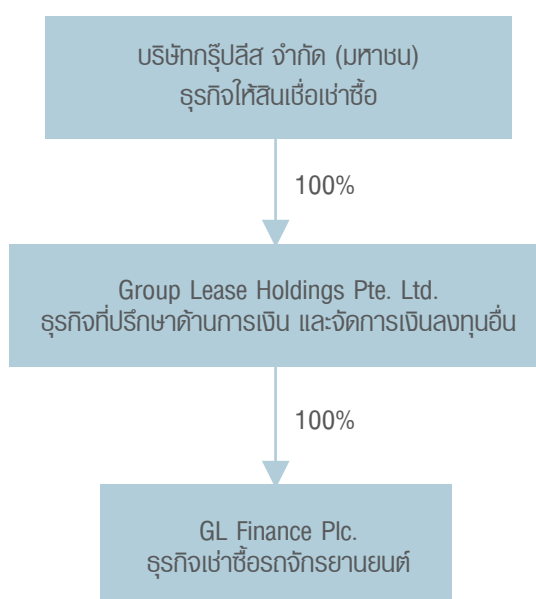 บริษัทกรุ๊ปลีส จำกัด (มหาชน)
ธุรกิจให้สินเชื่อเช่าซื้อ
100%
Group Lease Holdings Pte. Ltd.
ธุรกิจที่ปรึกษาด้านการเงิน และจัดการเงินลงทุนอื่น
100%
GL Finance Plc.
ธุรกิจเช่าซื้อรถจักรยานยนต์